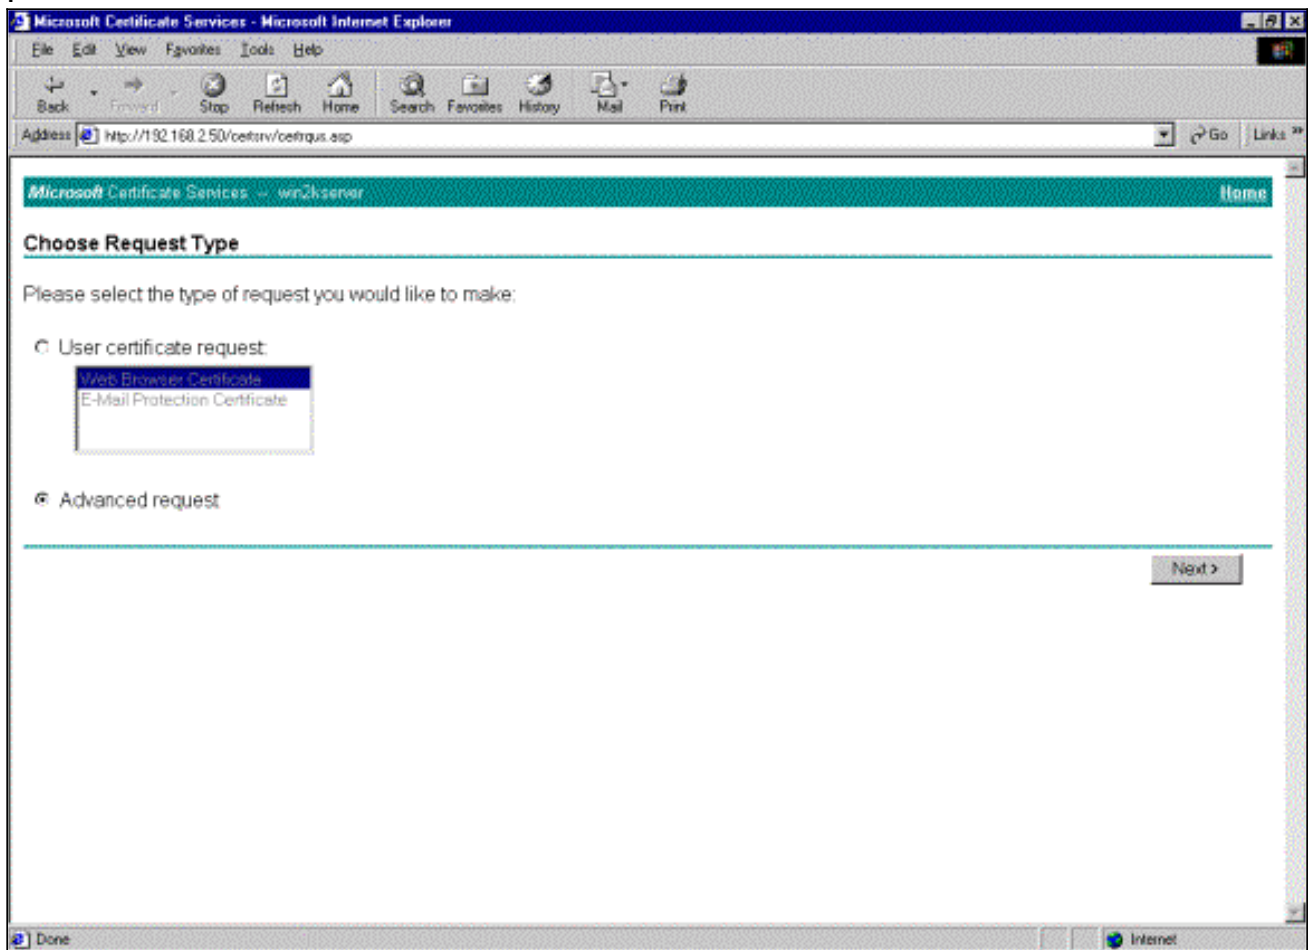 Microsoft Certificate Services - Microsoft Internet Explorer
File Edit View Favorites Tools Help
Back Forward Stop Refresh Home Search Favorites History Mail Print
Address http://192.168.2.50/certsrv/certrqus.asp Go Links »
Microsoft Certificate Services -- win2kserver Home
Choose Request Type
Please select the type of request you would like to make:
User certificate request:
Web Browser Certificate
E-Mail Protection Certificate
Advanced request
Next >
Done Internet